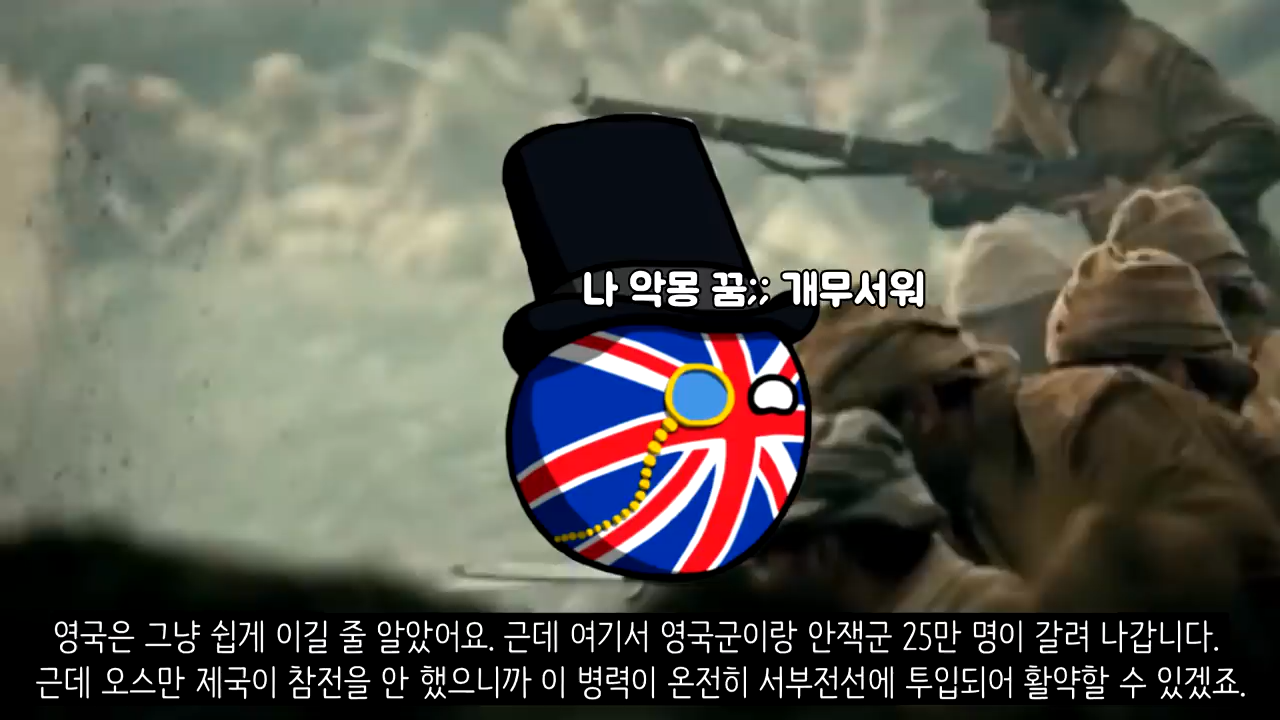 나 악몽 꿈;; 개무서워
영국은 그냥 쉽게 이길 줄 알았어요. 근데 여기서 영국군이랑 안잭군 25만 명이 갈려 나갑니다.
근데 오스만 제국이 참전을 안 했으니까 이 병력이 온전히 서부전선에 투입되어 활약할 수 있겠죠.